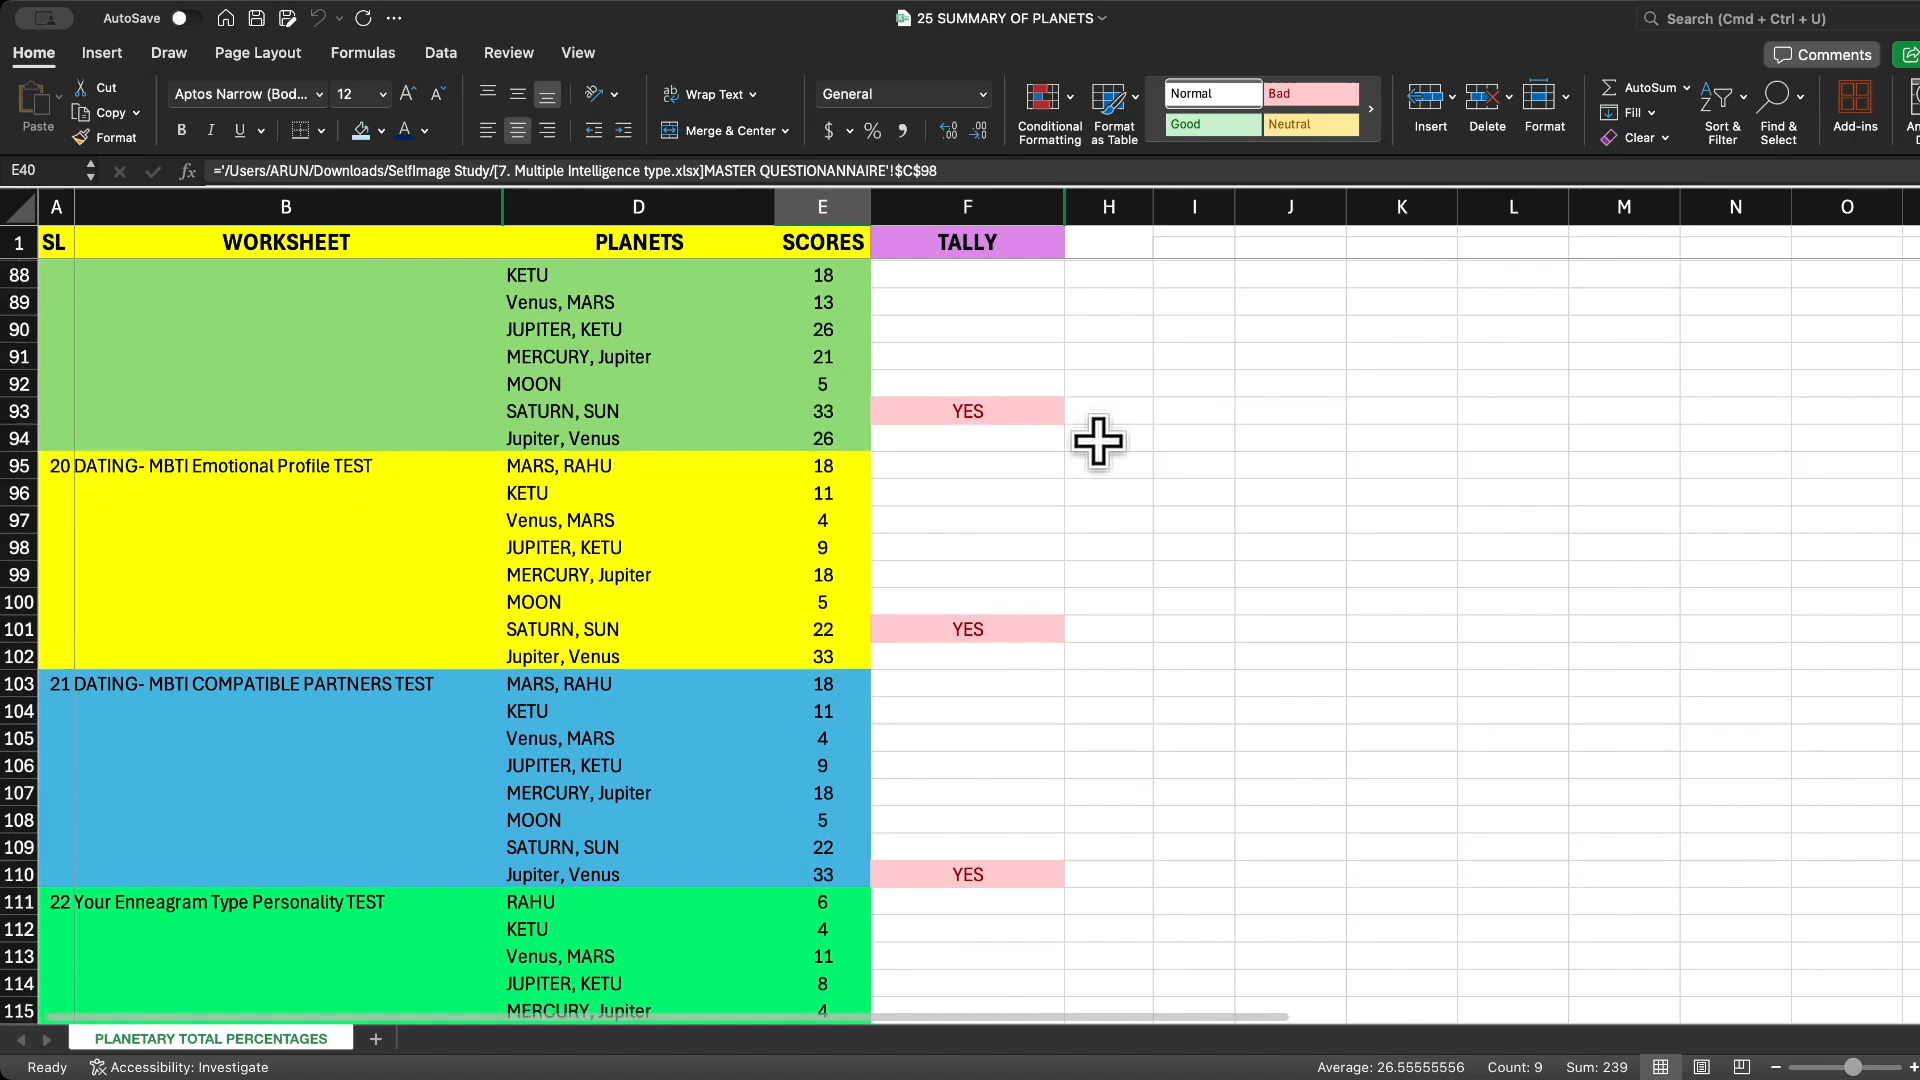 AutoSave
25 SUMMARY OF PLANETS
Search (Cmd + Ctrl + U)
Home Insert Draw Page Layout Formulas Data Review View
Comments
Paste
Cut
Copy
Format
Aptos Narrow (Bod... 12
B I U
Wrap Text
Merge & Center
General
$ % 9
Conditional Formatting
Format as Table
Normal Bad
Good Neutral
Insert Delete Format
AutoSum
Fill
Clear
Sort & Filter
Find & Select
Add-ins
E40 fx ='/Users/ARUN/Downloads/SelfImage Study/[7. Multiple Intelligence type.xlsx]MASTER QUESTIONANNAIRE'!$C$98
A B D E F H I J K L M N O
1 SL WORKSHEET PLANETS SCORES TALLY
88 KETU 18
89 Venus, MARS 13
90 JUPITER, KETU 26
91 MERCURY, Jupiter 21
92 MOON 5
93 SATURN, SUN 33 YES
94 Jupiter, Venus 26
95 20 DATING- MBTI Emotional Profile TEST MARS, RAHU 18
96 KETU 11
97 Venus, MARS 4
98 JUPITER, KETU 9
99 MERCURY, Jupiter 18
100 MOON 5
101 SATURN, SUN 22 YES
102 Jupiter, Venus 33
103 21 DATING- MBTI COMPATIBLE PARTNERS TEST MARS, RAHU 18
104 KETU 11
105 Venus, MARS 4
106 JUPITER, KETU 9
107 MERCURY, Jupiter 18
108 MOON 5
109 SATURN, SUN 22
110 Jupiter, Venus 33 YES
111 22 Your Enneagram Type Personality TEST RAHU 6
112 KETU 4
113 Venus, MARS 11
114 JUPITER, KETU 8
115 MERCURY, Jupiter 4
PLANETARY TOTAL PERCENTAGES
Ready Accessibility: Investigate Average: 26.55555556 Count: 9 Sum: 239